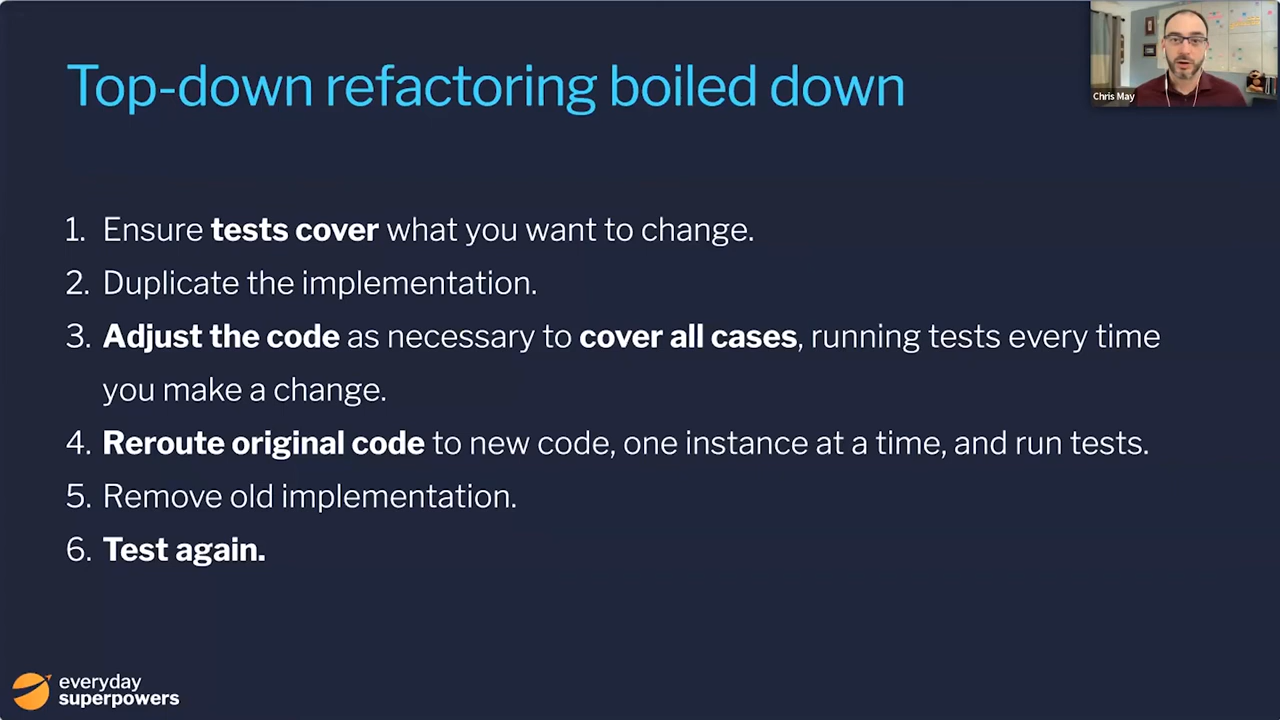 Top-down refactoring boiled down
Chris May
1. Ensure tests cover what you want to change.
2. Duplicate the implementation.
3. Adjust the code as necessary to cover all cases, running tests every time
you make a change.
4. Reroute original code to new code, one instance at a time, and run tests.
5. Remove old implementation.
6. Test again.
everyday
superpowers